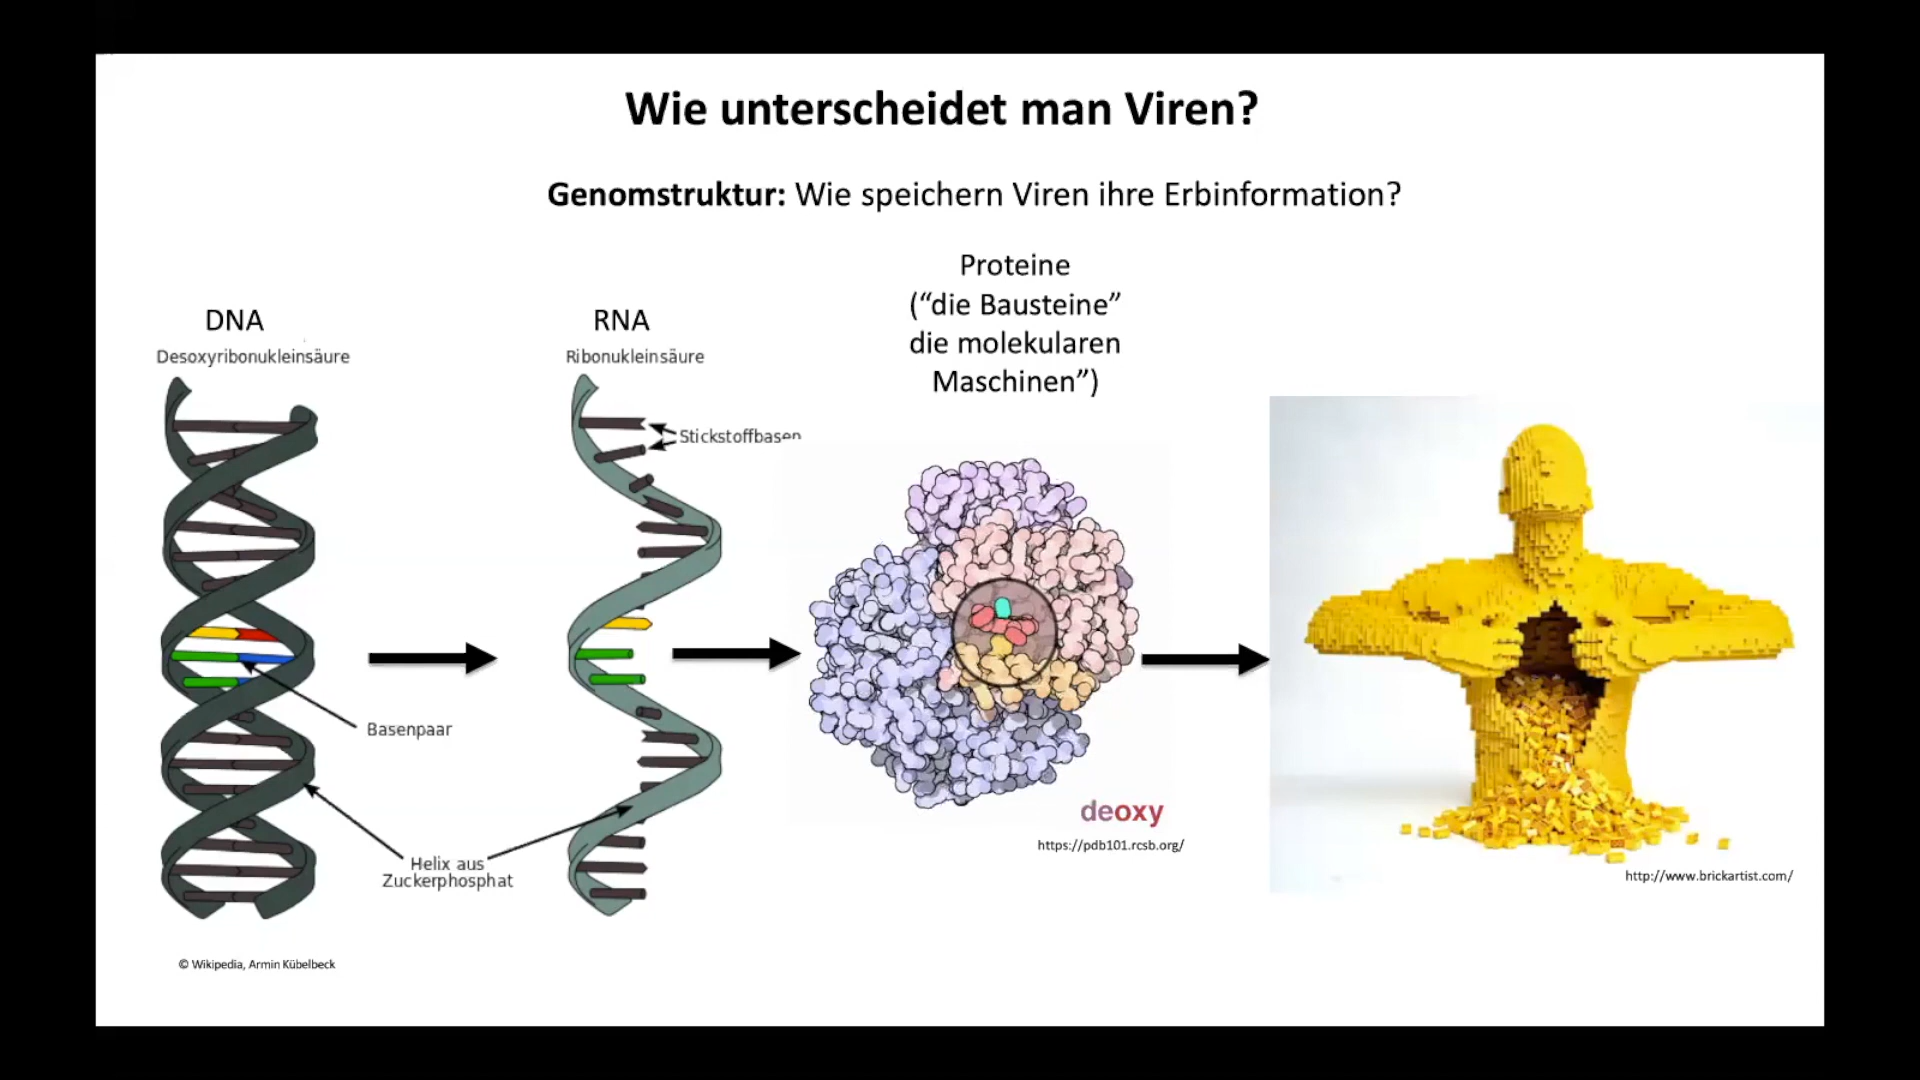 Wie unterscheidet man Viren?
Genomstruktur: Wie speichern Viren ihre Erbinformation?
DNA
Desoxyribonukleinsäure
RNA
Ribonukleinsäure
Proteine
(“die Bausteine”
die molekularen
Maschinen”)
Stickstoffbasen
Basenpaar
Helix aus
Zuckerphosphat
deoxy
https://pdb101.rcsb.org/
http://www.brickartist.com/
© Wikipedia, Armin Kübelbeck